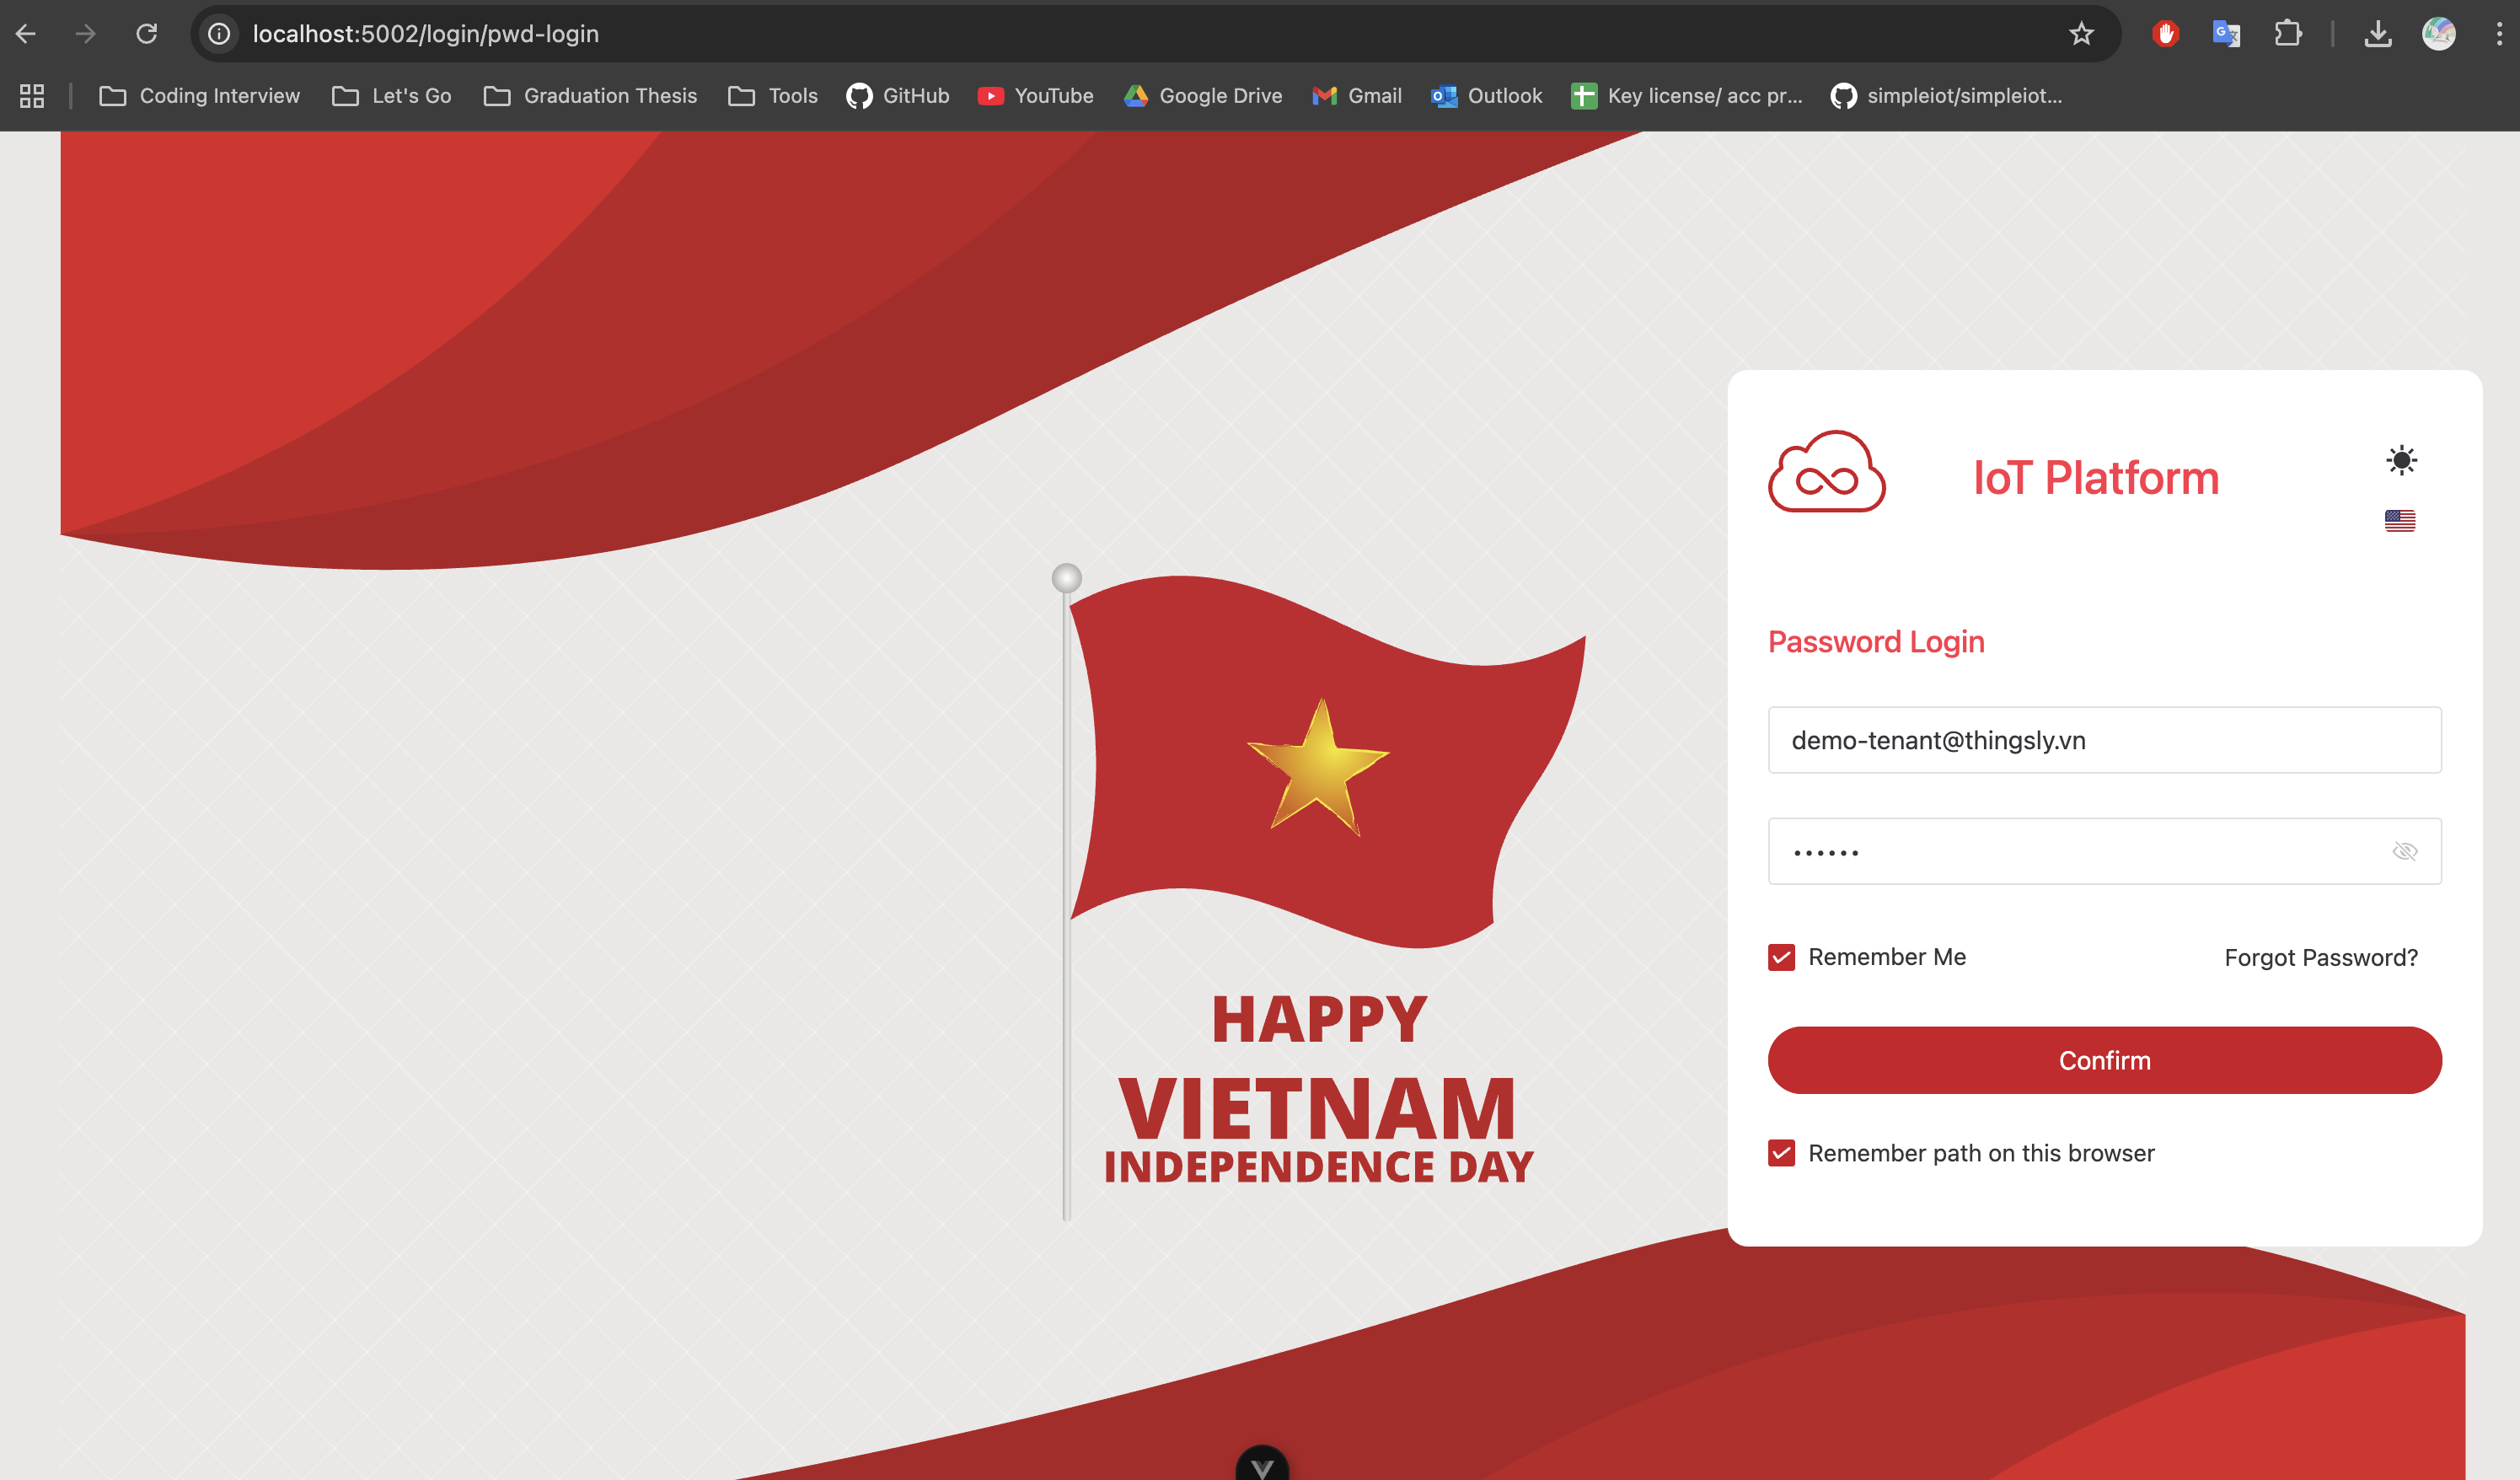 localhost:5002/login/pwd-login
Coding Interview Let's Go Graduation Thesis Tools GitHub YouTube Google Drive Gmail Outlook Key license/ acc pr... simpleiot/simpleiot...
IoT Platform
Password Login
demo-tenant@thingsly.vn
••••••
Remember Me Forgot Password?
Confirm
Remember path on this browser
HAPPY
VIETNAM
INDEPENDENCE DAY